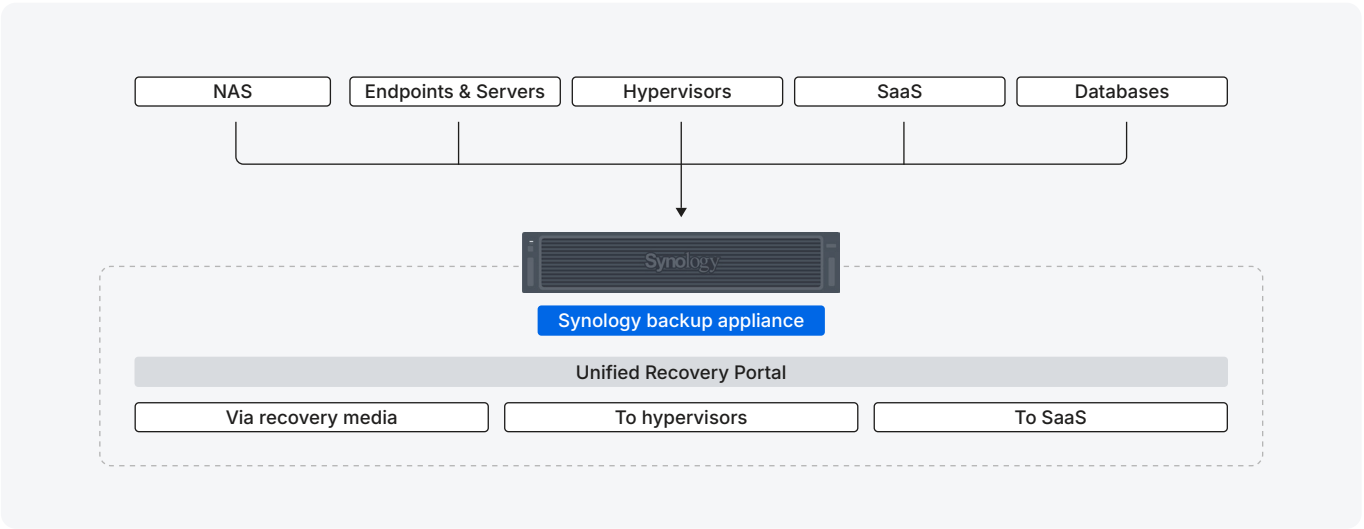 NAS
Endpoints & Servers
Hypervisors
SaaS
Databases
Synology
Synology backup appliance
Unified Recovery Portal
Via recovery media
To hypervisors
To SaaS